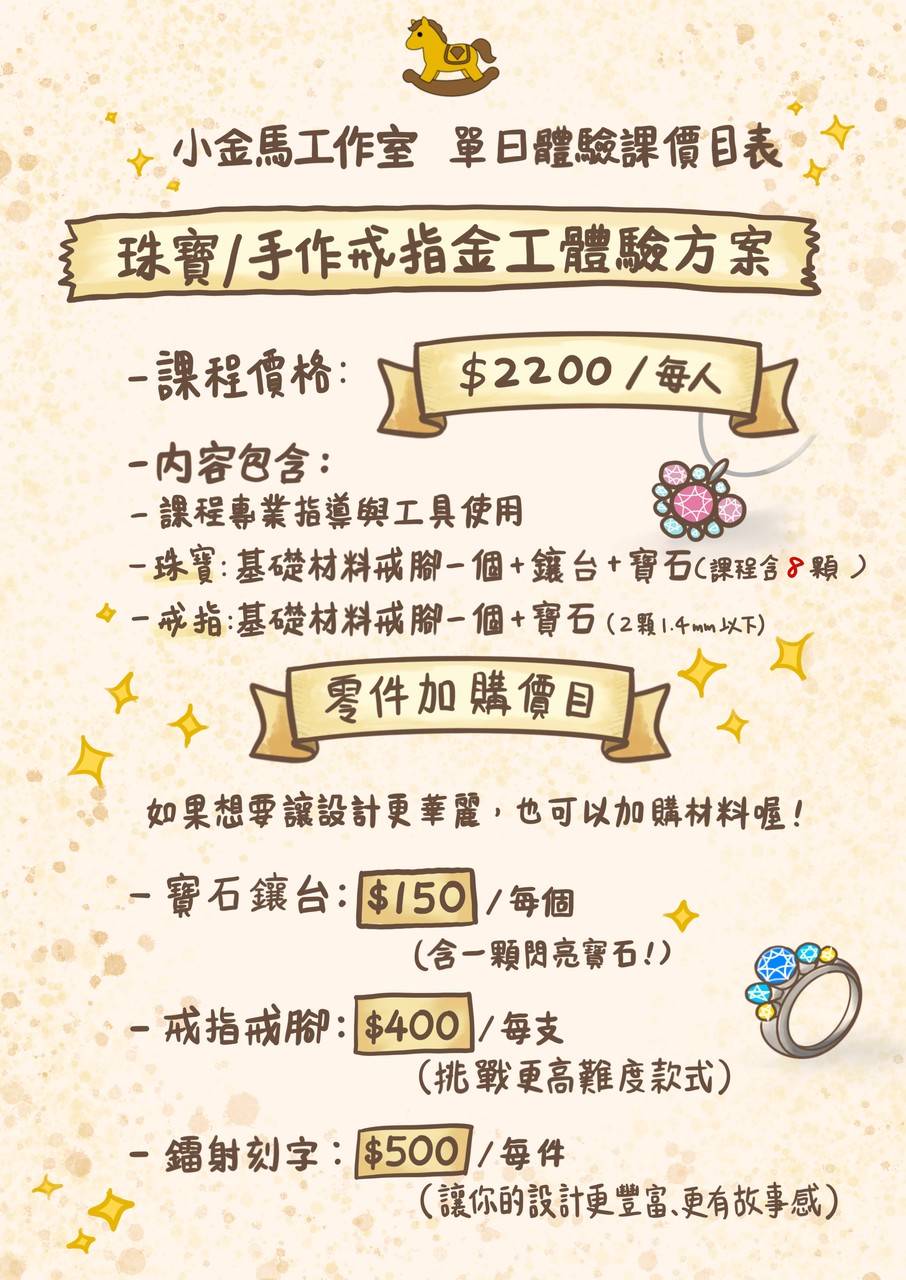 小金馬工作室 單日體驗課價目表
珠寶/手作戒指金工體驗方案
-課程價格: $2200/每人
-內容包含:
-課程專業指導與工具使用
-珠寶:基礎材料戒腳一個+鑲台+寶石(課程含8顆 )
-戒指:基礎材料戒腳一個+寶石(2顆1.4mm以下)
零件加購價目
如果想要讓設計更華麗,也可以加購材料喔!
-寶石鑲台: $150/每個
(含一顆閃亮寶石!)
-戒指戒腳: $400/每支
(挑戰更高難度款式)
-鐳射刻字: $500/每件
(讓你的設計更豐富、更有故事感)